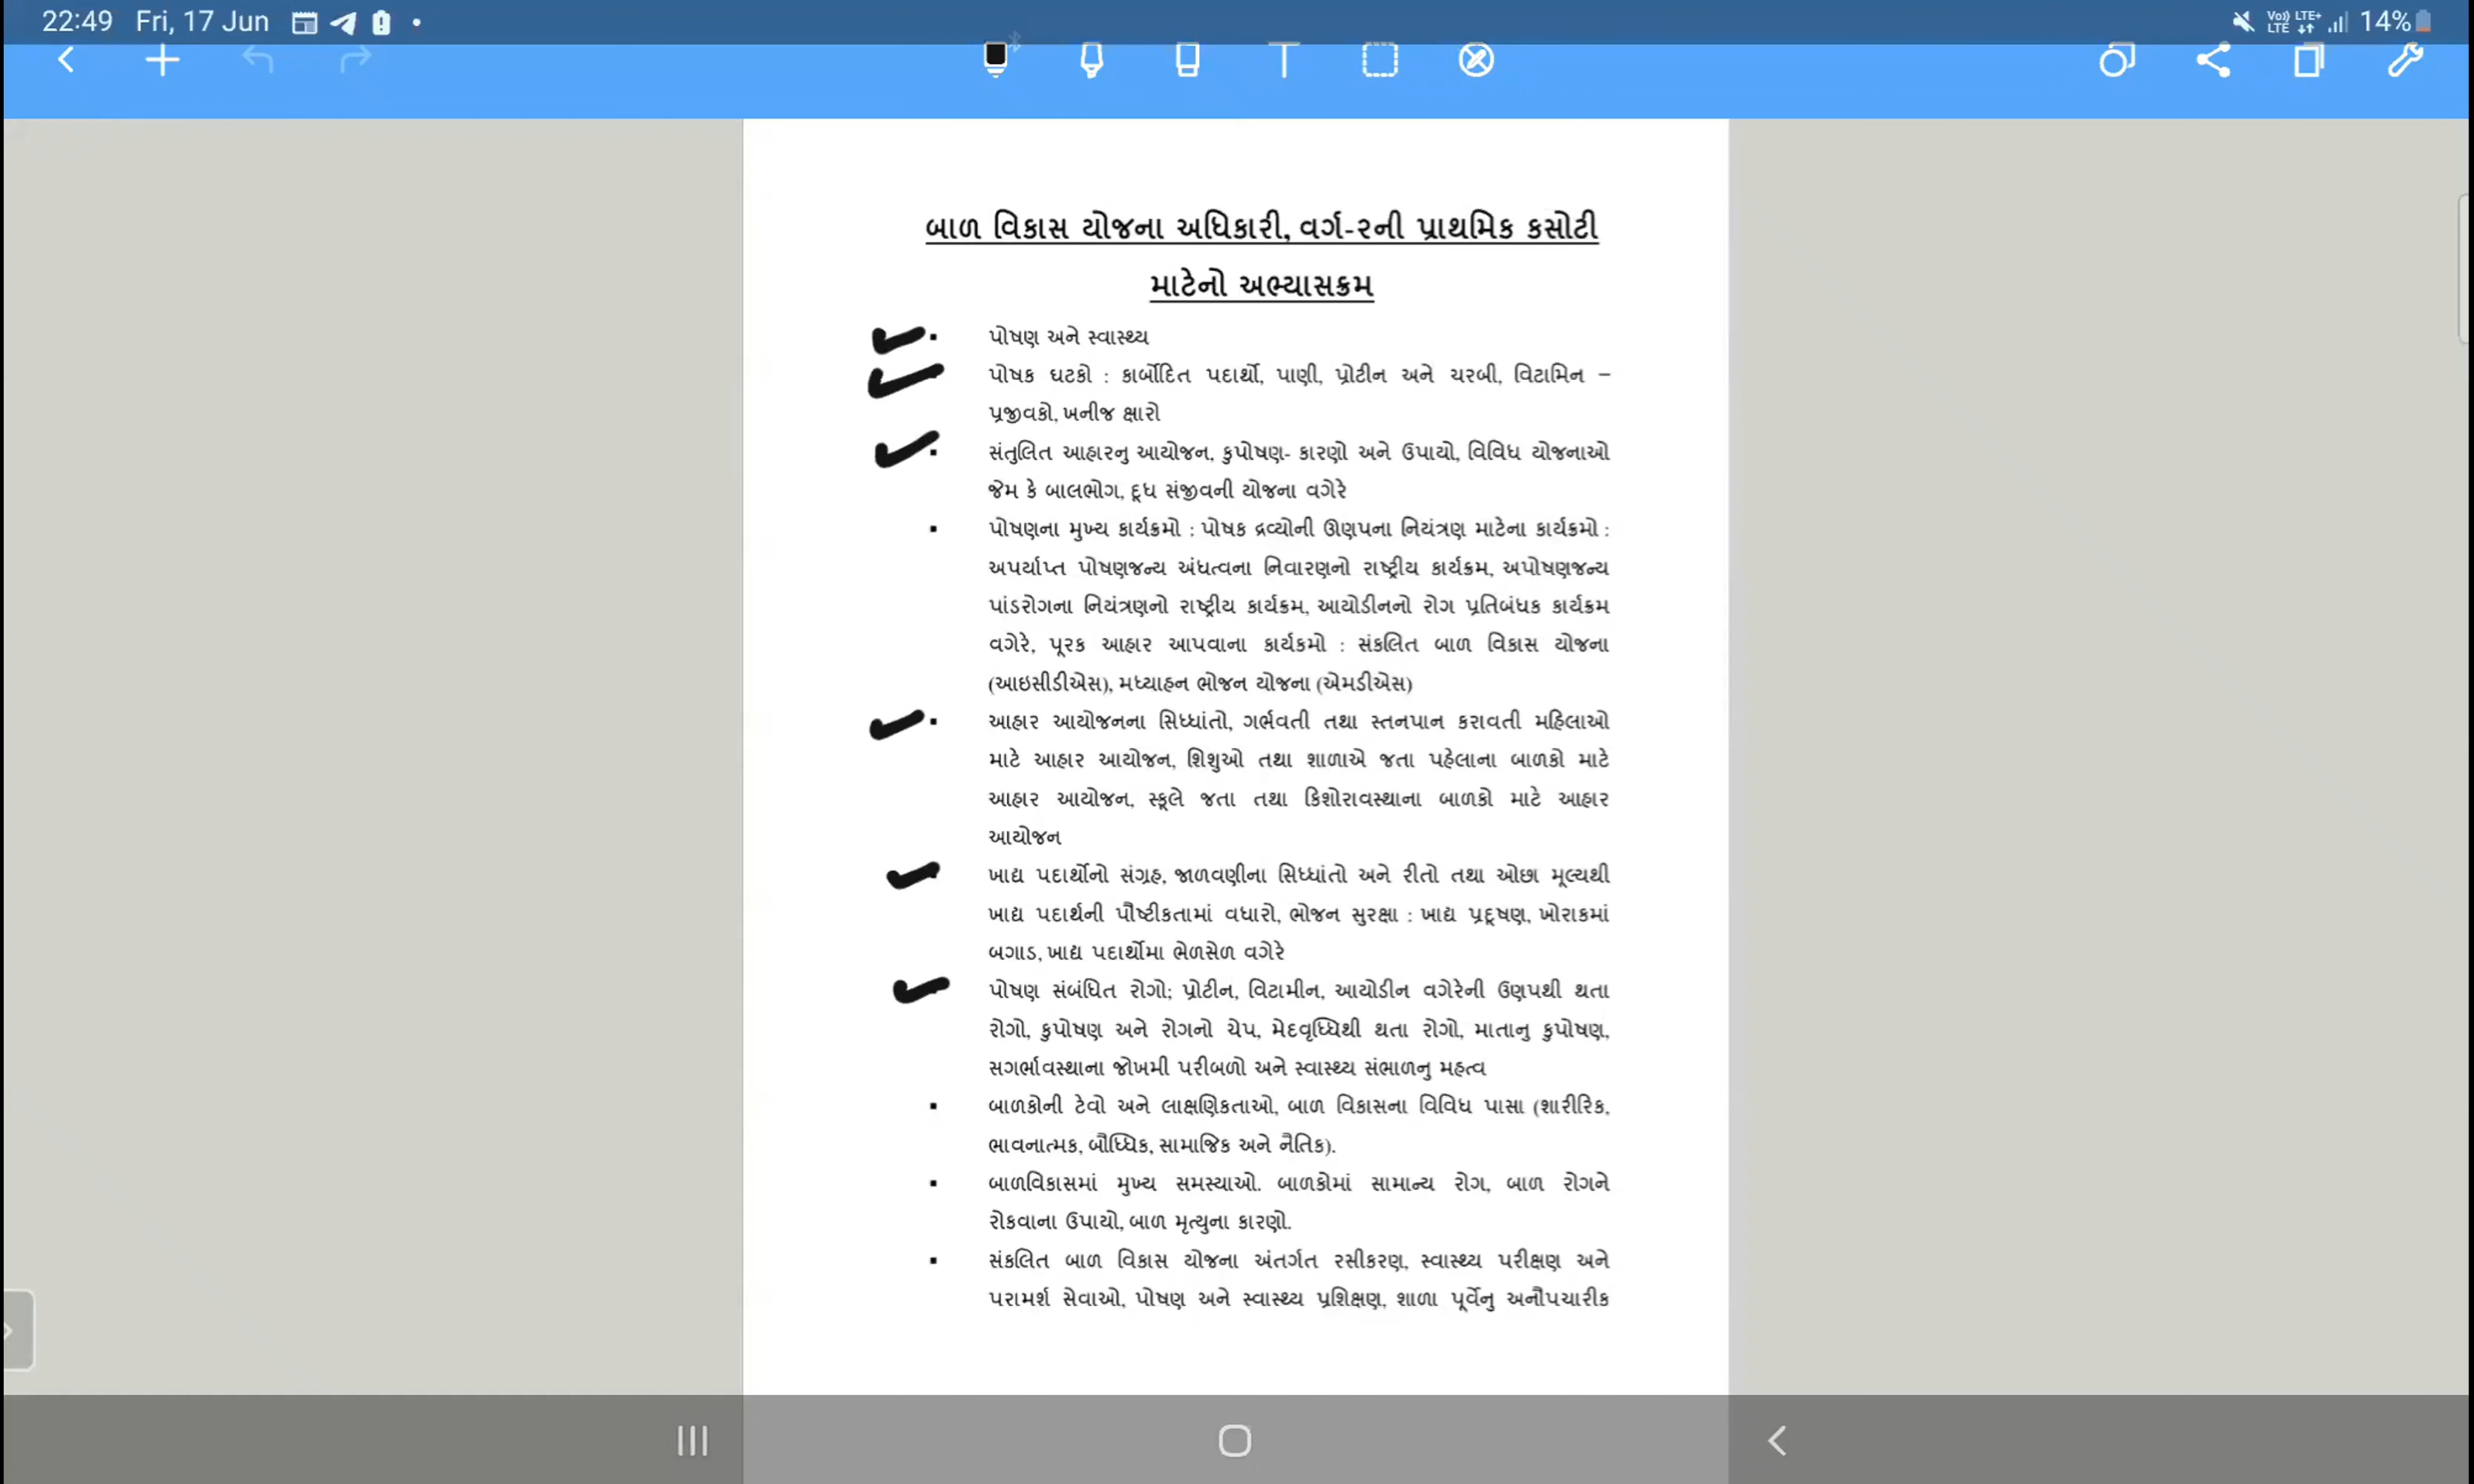 22:49 Fri, 17 Jun
Vo) LTE LTE+ 14%
બાળ વિકાસ યોજના અધિકારી, વર્ગ-૨ની પ્રાથમિક કસોટી
માટેનો અભ્યાસક્રમ
▪ પોષણ અને સ્વાસ્થ્ય
પોષક ઘટકો : કાર્બોદિત પદાર્થો, પાણી, પ્રોટીન અને ચરબી, વિટામિન –
પ્રજીવકો, ખનીજ ક્ષારો
▪ સંતુલિત આહારનુ આયોજન, કુપોષણ- કારણો અને ઉપાયો, વિવિધ યોજનાઓ
જેમ કે બાલભોગ, દૂધ સંજીવની યોજના વગેરે
▪ પોષણના મુખ્ય કાર્યક્રમો : પોષક દ્રવ્યોની ઊણપના નિયંત્રણ માટેના કાર્યક્રમો :
અપર્યાપ્ત પોષણજન્ય અંધત્વના નિવારણનો રાષ્ટ્રીય કાર્યક્રમ, અપોષણજન્ય
પાંડરોગના નિયંત્રણનો રાષ્ટ્રીય કાર્યક્રમ, આયોડીનનો રોગ પ્રતિબંધક કાર્યક્રમ
વગેરે, પૂરક આહાર આપવાના કાર્યકમો : સંકલિત બાળ વિકાસ યોજના
(આઇસીડીએસ), મધ્યાહન ભોજન યોજના (એમડીએસ)
▪ આહાર આયોજનના સિધ્ધાંતો, ગર્ભવતી તથા સ્તનપાન કરાવતી મહિલાઓ
માટે આહાર આયોજન, શિશુઓ તથા શાળાએ જતા પહેલાના બાળકો માટે
આહાર આયોજન, સ્કૂલે જતા તથા કિશોરાવસ્થાના બાળકો માટે આહાર
આયોજન
ખાદ્ય પદાર્થોનો સંગ્રહ, જાળવણીના સિધ્ધાંતો અને રીતો તથા ઓછા મૂલ્યથી
ખાદ્ય પદાર્થની પૌષ્ટીકતામાં વધારો, ભોજન સુરક્ષા : ખાદ્ય પ્રદૂષણ, ખોરાકમાં
બગાડ, ખાદ્ય પદાર્થોમા ભેળસેળ વગેરે
પોષણ સંબંધિત રોગો; પ્રોટીન, વિટામીન, આયોડીન વગેરેની ઉણપથી થતા
રોગો, કુપોષણ અને રોગનો ચેપ, મેદવૃધ્ધિથી થતા રોગો, માતાનુ કુપોષણ,
સગર્ભાવસ્થાના જોખમી પરીબળો અને સ્વાસ્થ્ય સંભાળનુ મહત્વ
▪ બાળકોની ટેવો અને લાક્ષણિકતાઓ, બાળ વિકાસના વિવિધ પાસા (શારીરિક,
ભાવનાત્મક, બૌધ્ધિક, સામાજિક અને નૈતિક).
▪ બાળવિકાસમાં મુખ્ય સમસ્યાઓ. બાળકોમાં સામાન્ય રોગ, બાળ રોગને
રોકવાના ઉપાયો, બાળ મૃત્યુના કારણો.
▪ સંકલિત બાળ વિકાસ યોજના અંતર્ગત રસીકરણ, સ્વાસ્થ્ય પરીક્ષણ અને
પરામર્શ સેવાઓ, પોષણ અને સ્વાસ્થ્ય પ્રશિક્ષણ, શાળા પૂર્વેનુ અનૌપચારીક